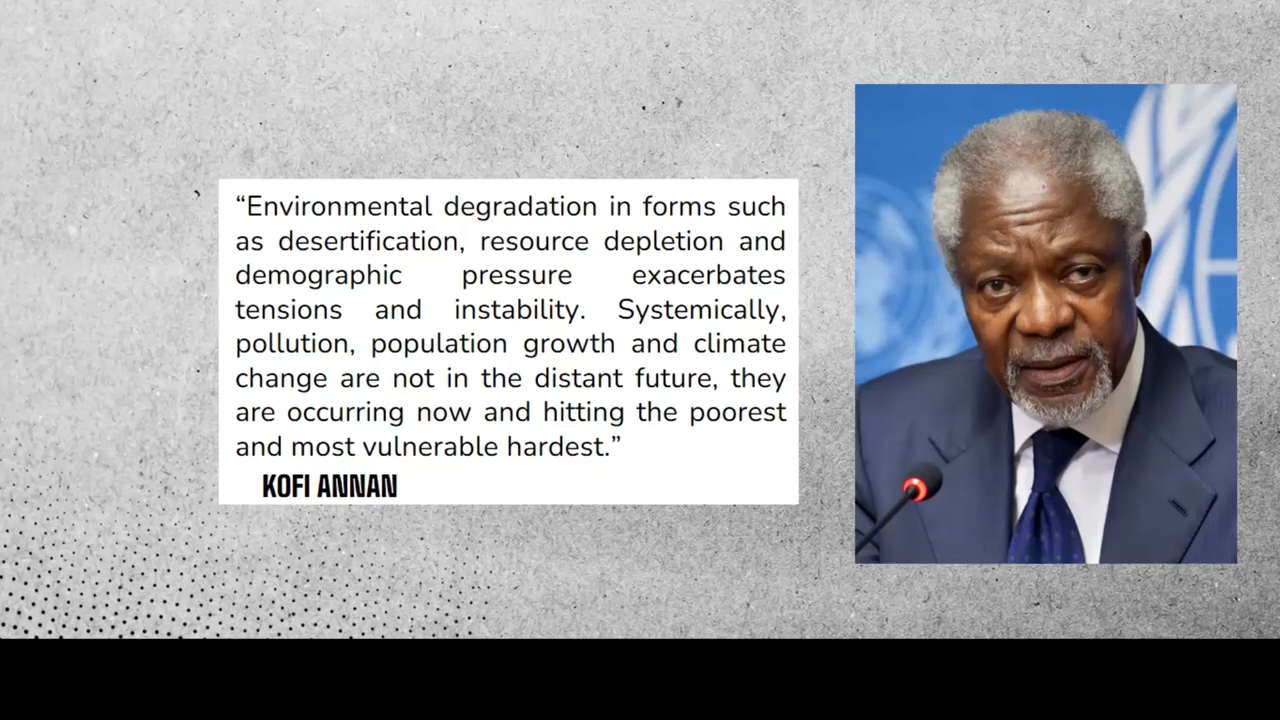 “Environmental degradation in forms such
as desertification, resource depletion and
demographic pressure exacerbates
tensions and instability. Systemically,
pollution, population growth and climate
change are not in the distant future, they
are occurring now and hitting the poorest
and most vulnerable hardest.”
KOFI ANNAN